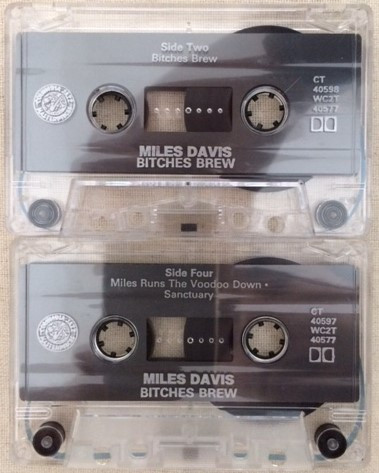 Side Two
Bitches Brew
CT
40598
WC2T
40577
MILES DAVIS
BITCHES BREW
Side Four
Miles Runs The Voodoo Down •
Sanctuary
CT
40597
WC2T
40577
MILES DAVIS
BITCHES BREW